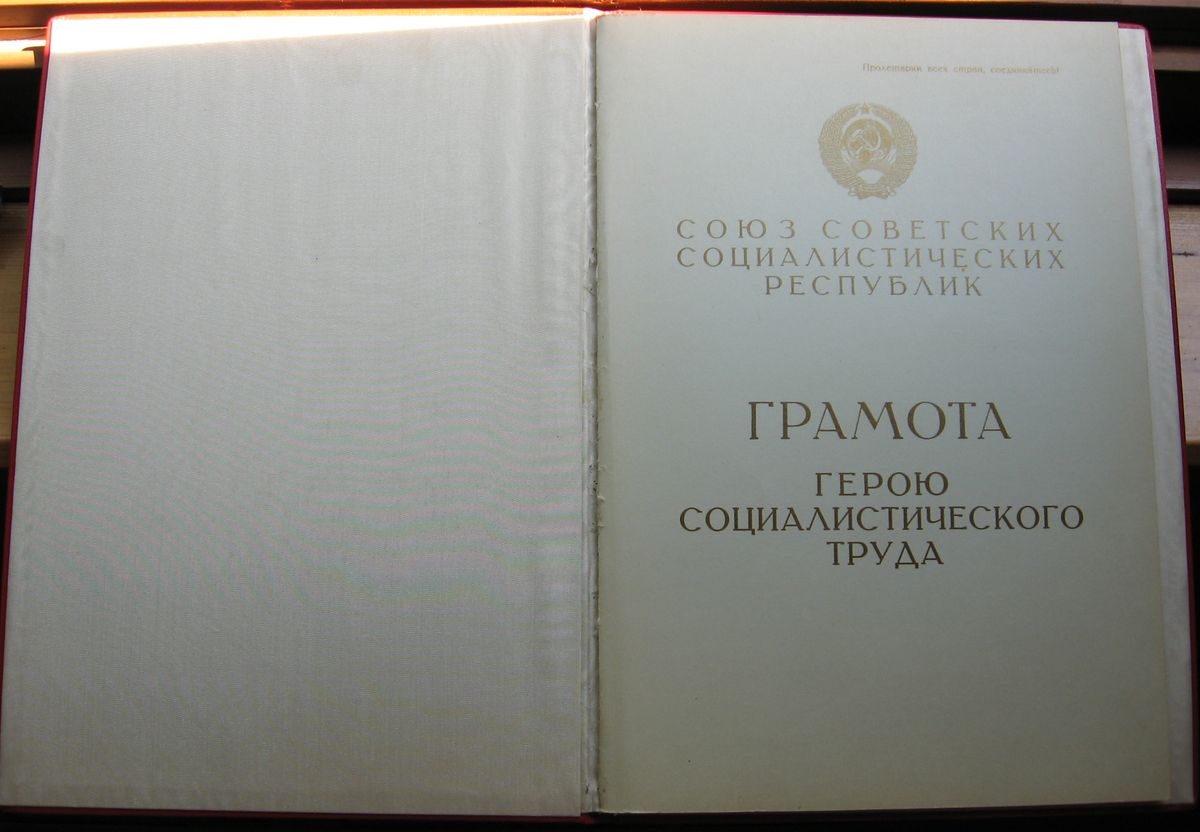 Пролетарии всех стран, соединяйтесь!
СОЮЗ СОВЕТСКИХ
СОЦИАЛИСТИЧЕСКИХ
РЕСПУБЛИК
ГРАМОТА
ГЕРОЮ
СОЦИАЛИСТИЧЕСКОГО
ТРУДА